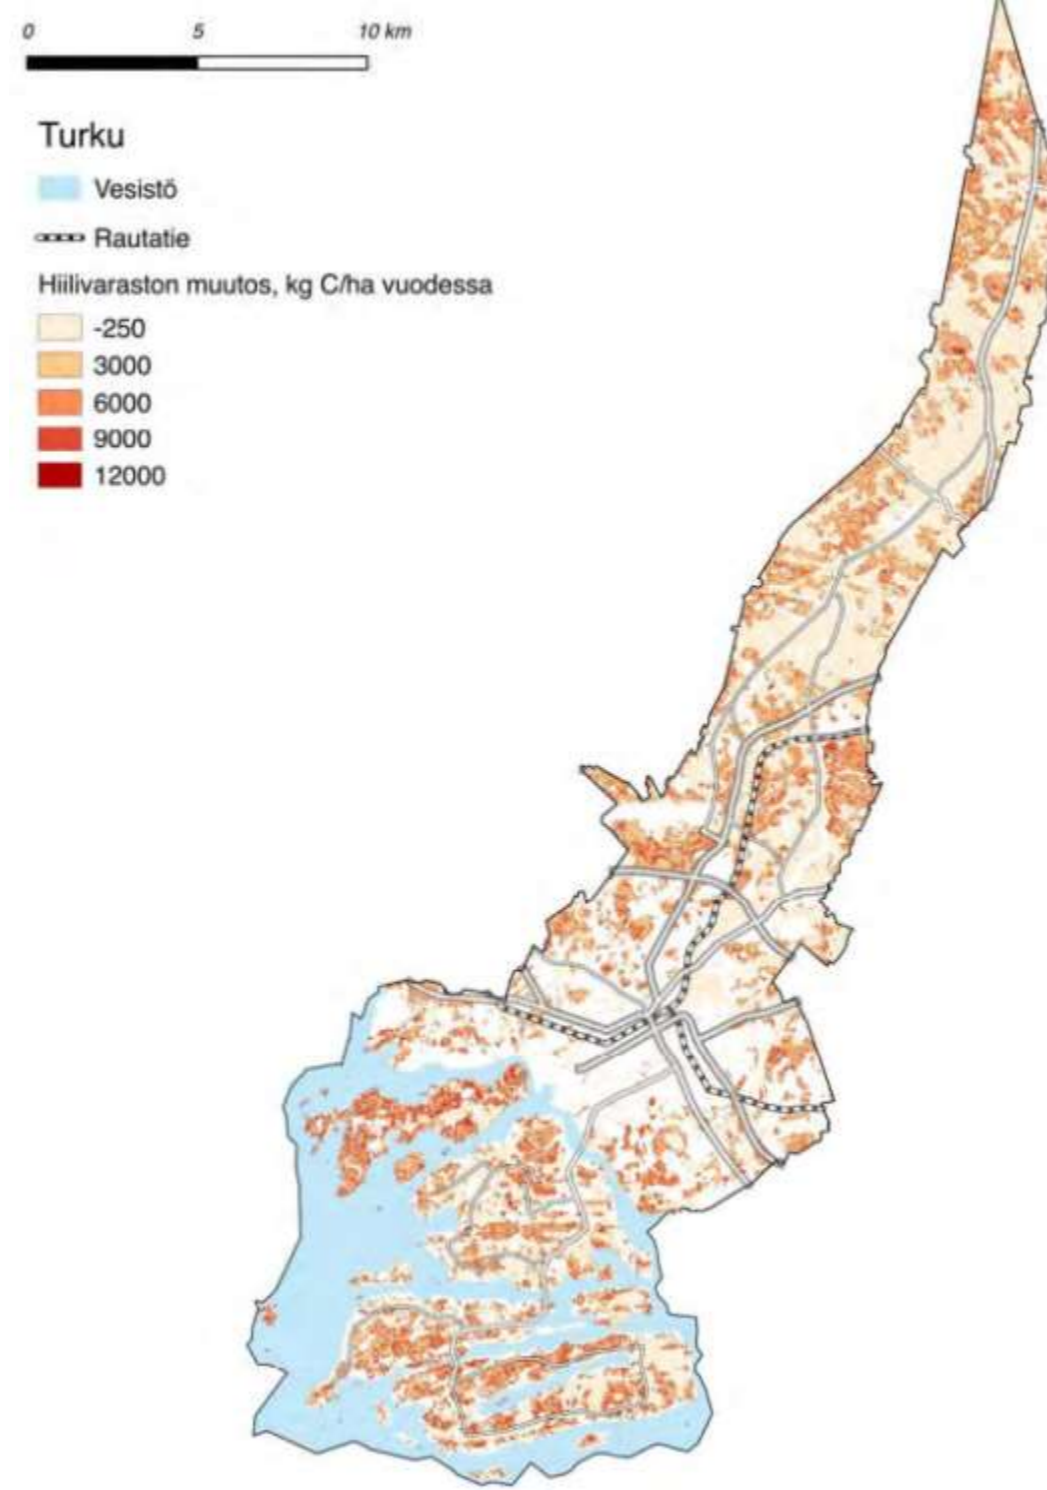 0 5 10 km
Turku
Vesistö
Rautatie
Hiilivaraston muutos, kg C/ha vuodessa
-250
3000
6000
9000
12000